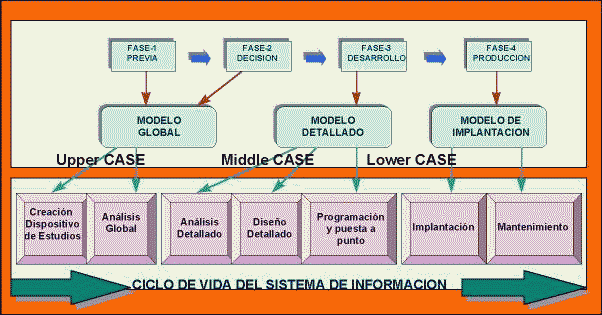 FASE-1
PREVIA
FASE-2
DECISION
FASE-3
DESARROLLO
FASE-4
PRODUCCION
MODELO
GLOBAL
MODELO
DETALLADO
MODELO DE
IMPLANTACION
Upper CASE
Middle CASE
Lower CASE
Creación
Dispositivo
de Estudios
Análisis
Global
Análisis
Detallado
Diseño
Detallado
Programación
y puesta a
punto
Implantación
Mantenimiento
CICLO DE VIDA DEL SISTEMA DE INFORMACION